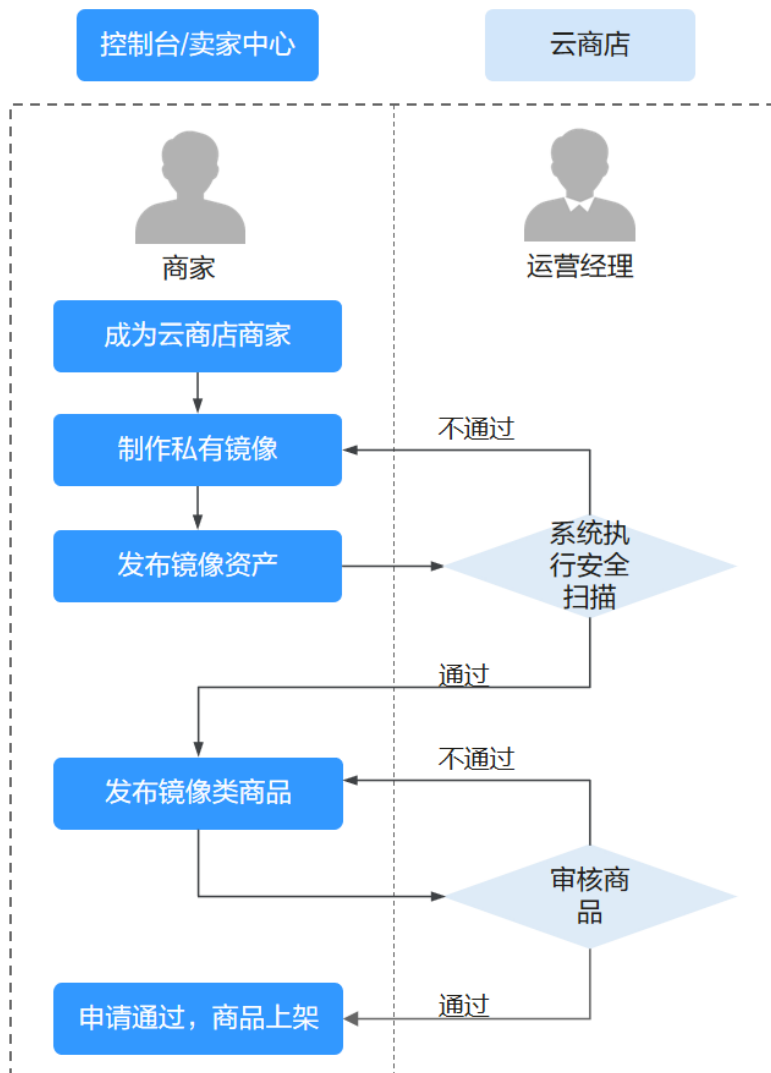 控制台/卖家中心
云商店
商家
运营经理
成为云商店商家
制作私有镜像
不通过
发布镜像资产
系统执
行安全
扫描
通过
发布镜像类商品
不通过
审核商
品
申请通过，商品上架
通过